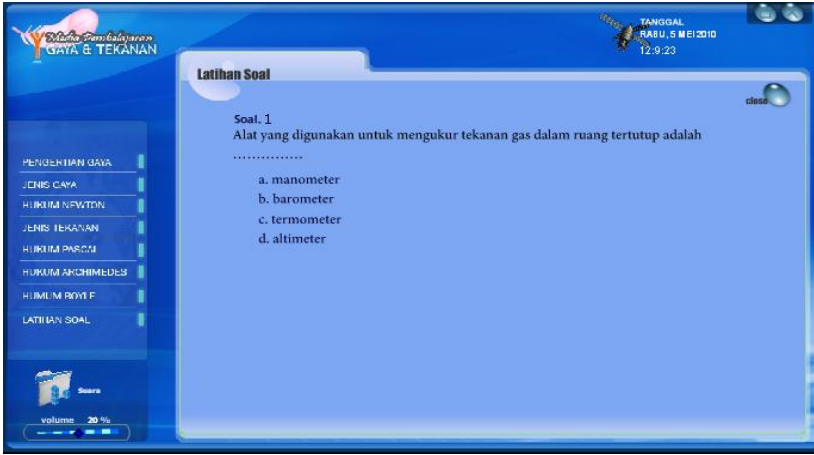 Media Pembelajaran
GAYA & TEKANAN
TANGGAL
RABU, 5 MEI 2010
12:9:23
Latihan Soal
close
Soal. 1
Alat yang digunakan untuk mengukur tekanan gas dalam ruang tertutup adalah
...............
a. manometer
b. barometer
c. termometer
d. altimeter
PENGERTIAN GAYA
JENIS GAYA
HUKUM NEWTON
JENIS TEKANAN
HUKUM PASCAL
HUKUM ARCHIMEDES
HUMUM BOYLE
LATIHAN SOAL
Suara
volume 20 %